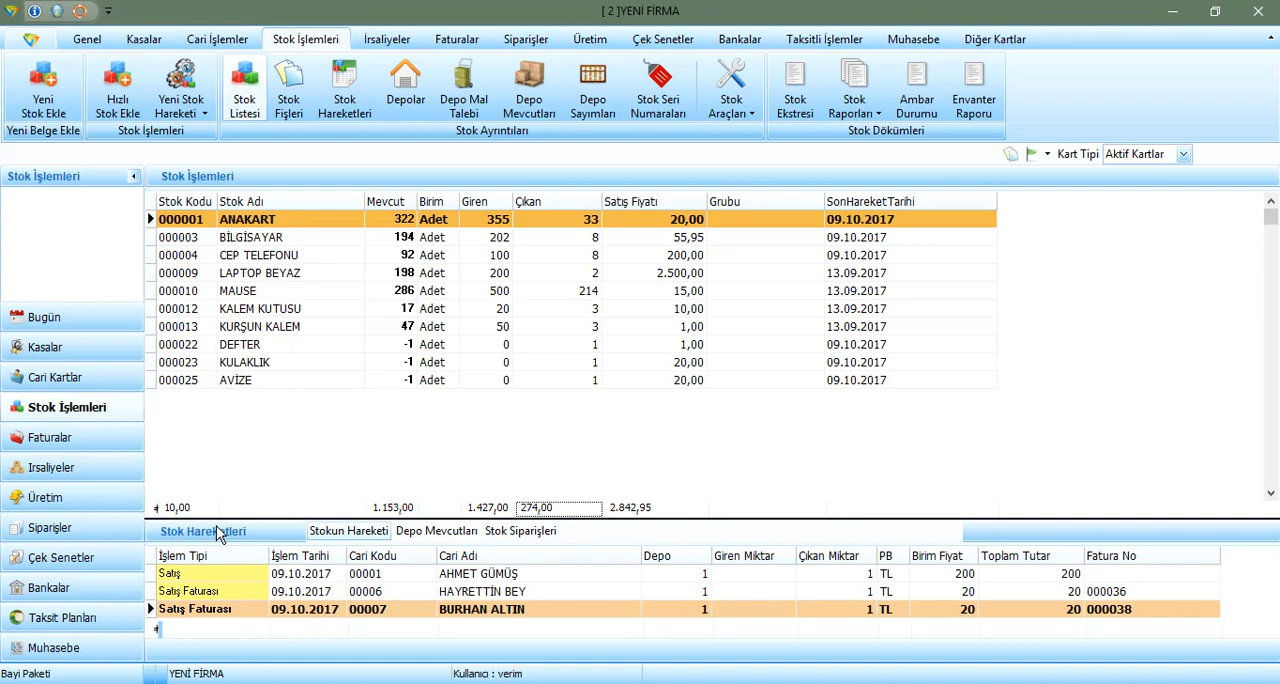 [ 2 ]YENİ FİRMA
Genel Kasalar Cari İşlemler Stok İşlemleri İrsaliyeler Faturalar Siparişler Üretim Çek Senetler Bankalar Taksitli İşlemler Muhasebe Diğer Kartlar
Yeni Stok Ekle Hızlı Stok Ekle Yeni Stok Hareketi Stok Listesi Stok Fişleri Stok Hareketleri Depolar Depo Mal Talebi Depo Mevcutları Depo Sayımları Stok Seri Numaraları Stok Araçları Stok Ekstresi Stok Raporları Ambar Durumu Envanter Raporu
Yeni Belge Ekle Stok İşlemleri Stok Ayrıntıları Stok Dökümleri
Kart Tipi Aktif Kartlar
Stok İşlemleri Stok İşlemleri
Stok Kodu Stok Adı Mevcut Birim Giren Çıkan Satış Fiyatı Grubu SonHareketTarihi
000001 ANAKART 322 Adet 355 33 20,00 09.10.2017
000003 BİLGİSAYAR 194 Adet 202 8 55,95 09.10.2017
000004 CEP TELEFONU 92 Adet 100 8 200,00 09.10.2017
000009 LAPTOP BEYAZ 198 Adet 200 2 2.500,00 13.09.2017
000010 MAUSE 286 Adet 500 214 15,00 13.09.2017
000012 KALEM KUTUSU 17 Adet 20 3 10,00 13.09.2017
000013 KURŞUN KALEM 47 Adet 50 3 1,00 13.09.2017
000022 DEFTER -1 Adet 0 1 1,00 09.10.2017
000023 KULAKLIK -1 Adet 0 1 20,00 09.10.2017
000025 AVİZE -1 Adet 0 1 20,00 09.10.2017
10,00 1.153,00 1.427,00 274,00 2.842,95
Bugün
Kasalar
Cari Kartlar
Stok İşlemleri
Faturalar
Irsaliyeler
Üretim
Siparişler
Çek Senetler
Bankalar
Taksit Planları
Muhasebe
Stok Hareketleri Stokun Hareketi Depo Mevcutları Stok Siparişleri
İşlem Tipi İşlem Tarihi Cari Kodu Cari Adı Depo Giren Miktar Çıkan Miktar PB Birim Fiyat Toplam Tutar Fatura No
Satış 09.10.2017 00001 AHMET GÜMÜŞ 1 1 TL 200 200
Satış Faturası 09.10.2017 00006 HAYRETTİN BEY 1 1 TL 20 20 000036
Satış Faturası 09.10.2017 00007 BURHAN ALTIN 1 1 TL 20 20 000038
Bayi Paketi YENİ FİRMA Kullanıcı : verim